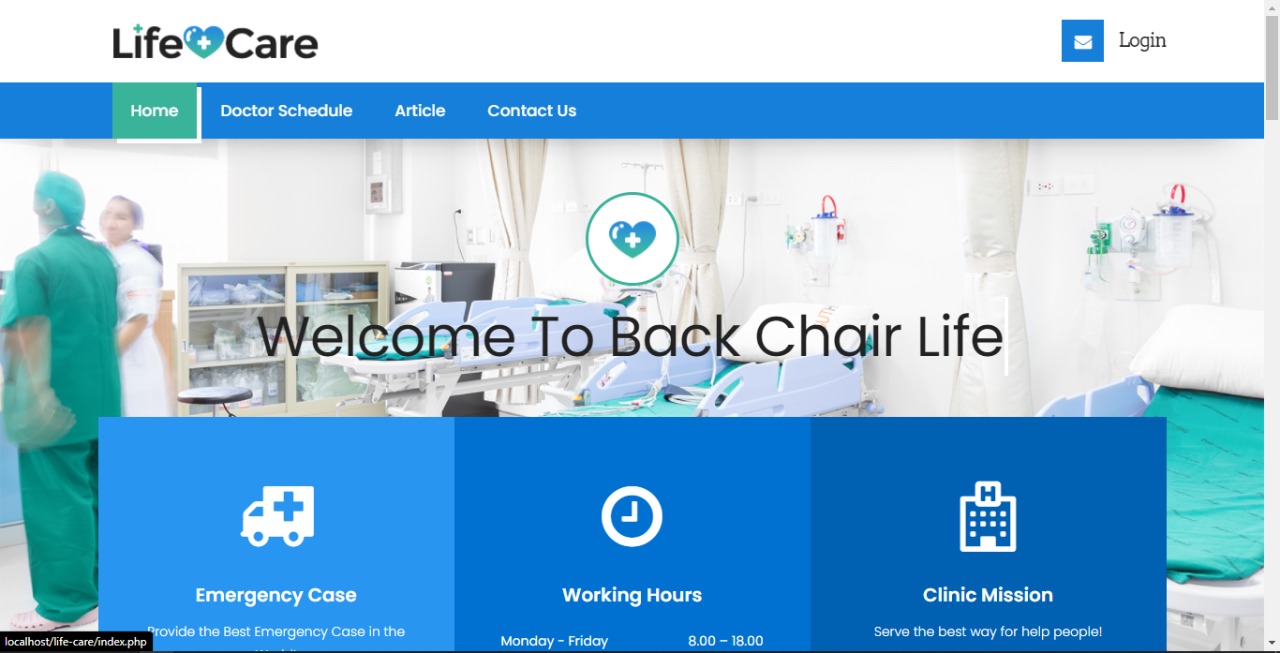 Life Care
Login
Home Doctor Schedule Article Contact Us
Welcome To Back Chair Life
Emergency Case
Provide the Best Emergency Case in the
Working Hours
Monday - Friday 8.00 – 18.00
H
Clinic Mission
Serve the best way for help people!
localhost/life-care/index.php